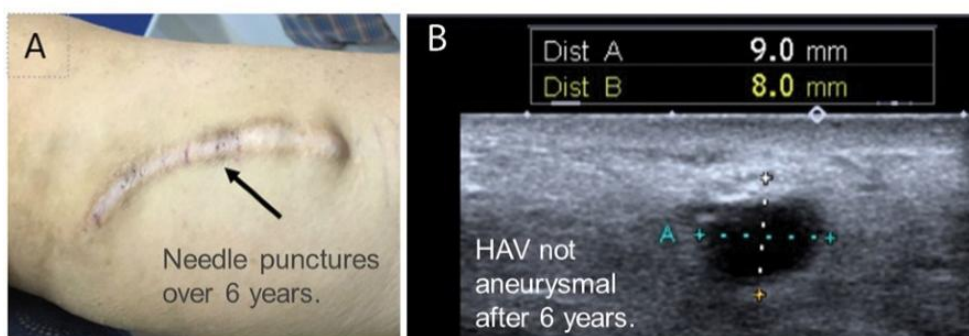 A
Needle punctures
over 6 years.
B
Dist A 9.0 mm
Dist B 8.0 mm
A
HAV not
aneurysmal
after 6 years.